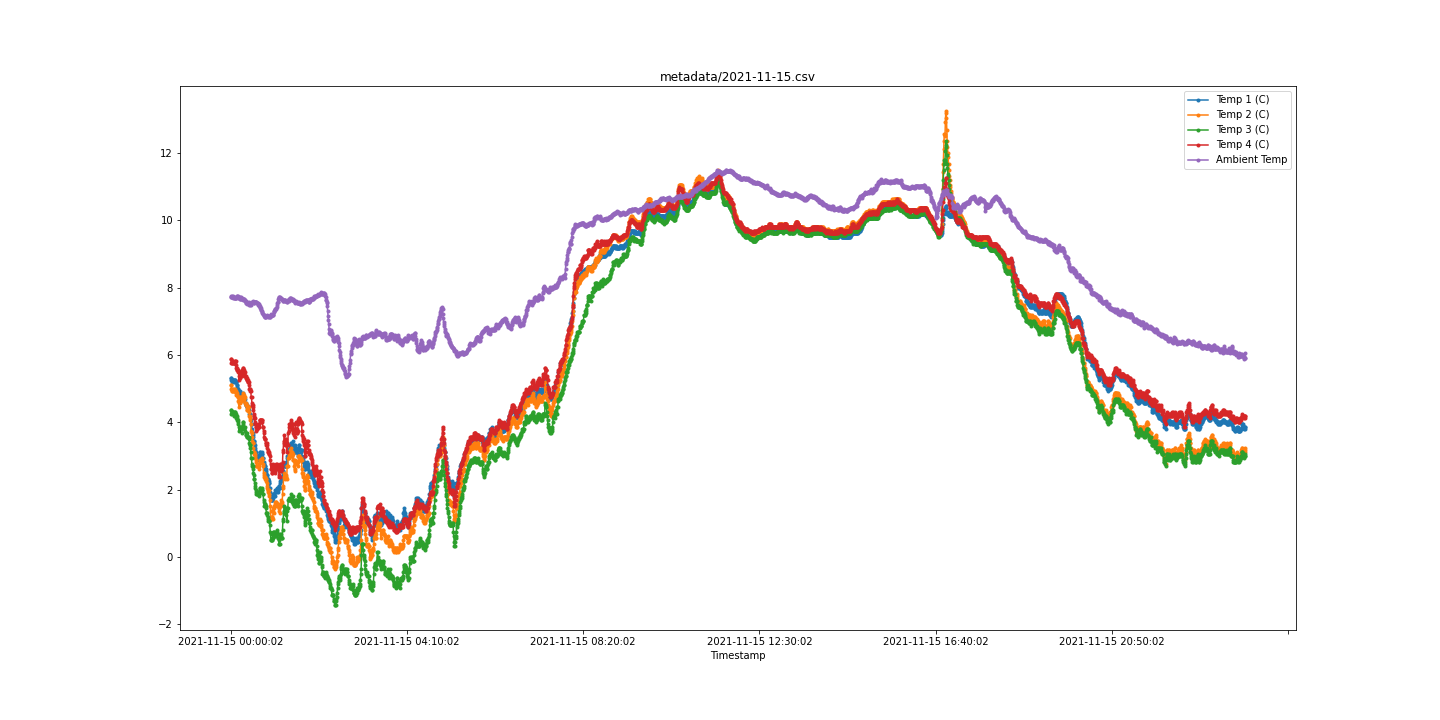 metadata/2021-11-15.csv
Temp 1 (C)
Temp 2 (C)
Temp 3 (C)
Temp 4 (C)
Ambient Temp
12
10
8
6
4
2
0
−2
2021-11-15 00:00:02 2021-11-15 04:10:02 2021-11-15 08:20:02 2021-11-15 12:30:02 2021-11-15 16:40:02 2021-11-15 20:50:02
Timestamp